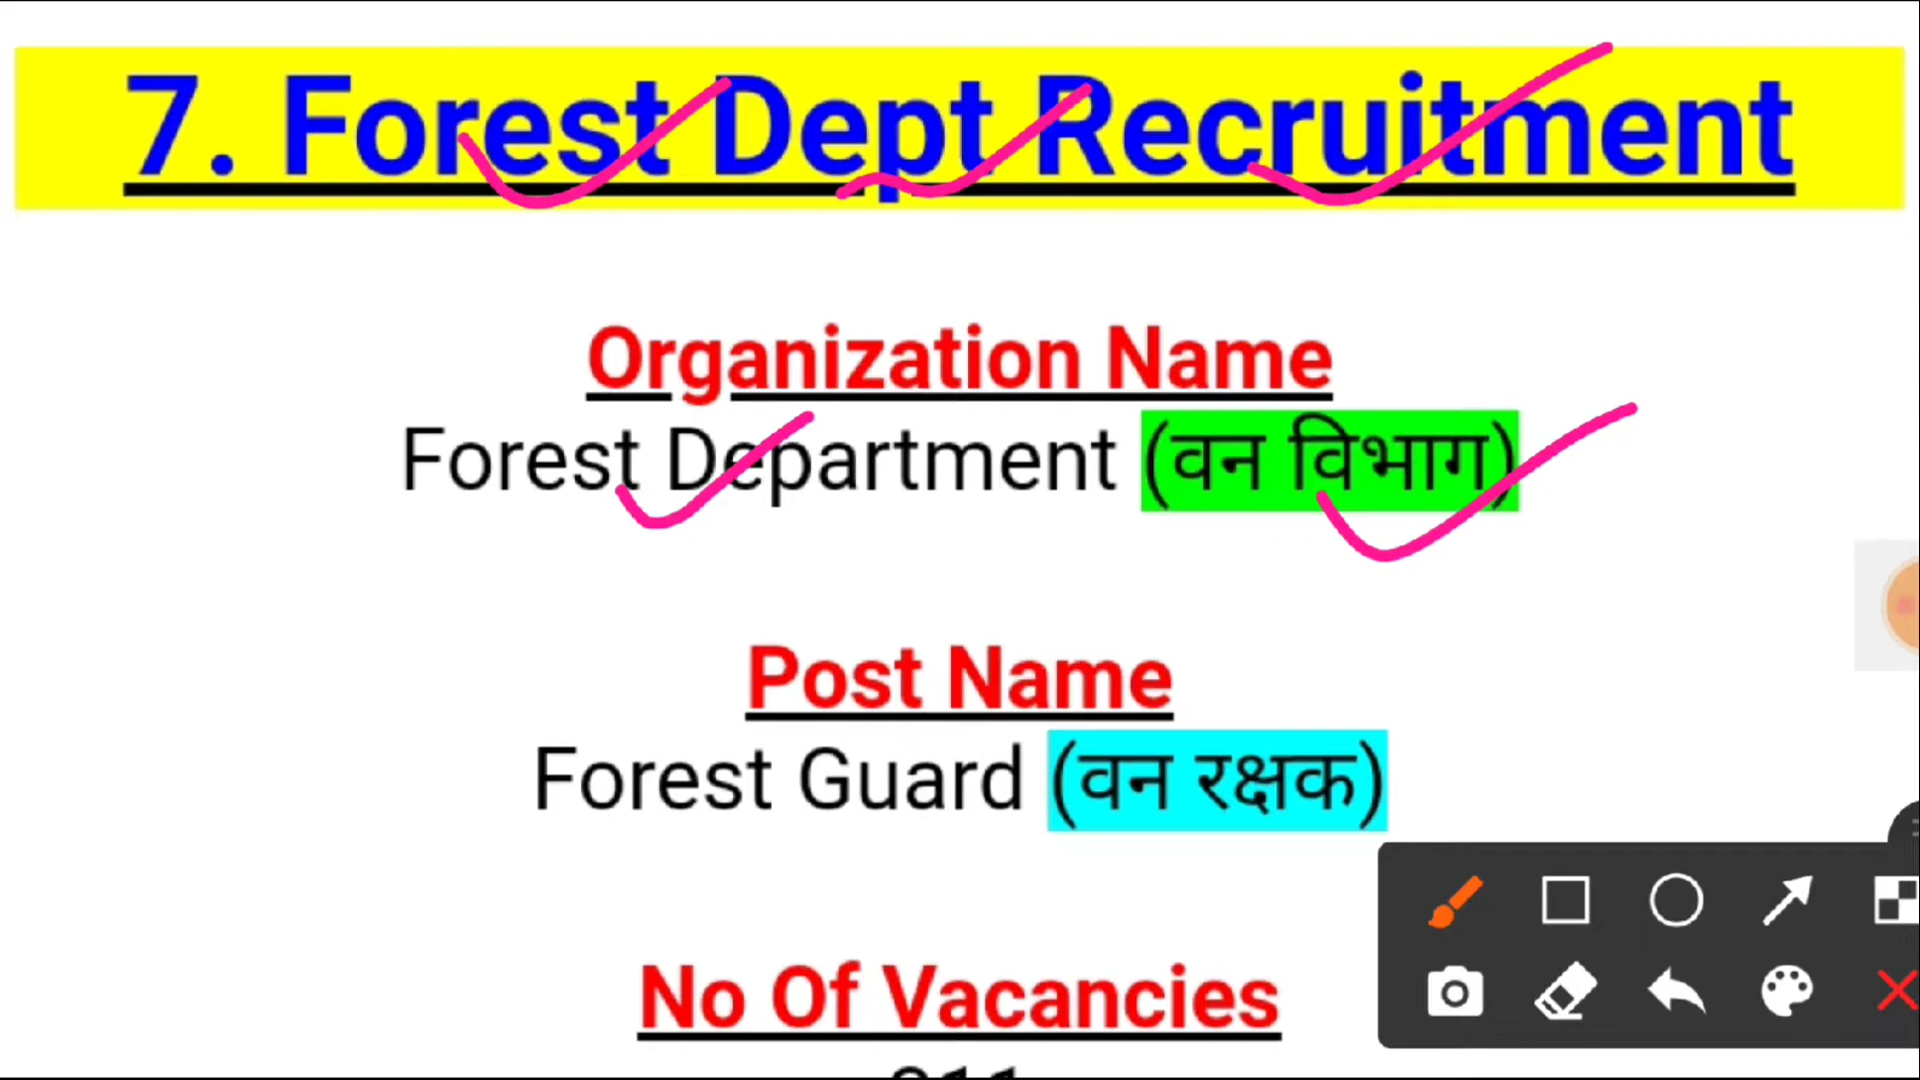 7. Forest Dept Recruitment
Organization Name
Forest Department (वन विभाग)
Post Name
Forest Guard (वन रक्षक)
No Of Vacancies